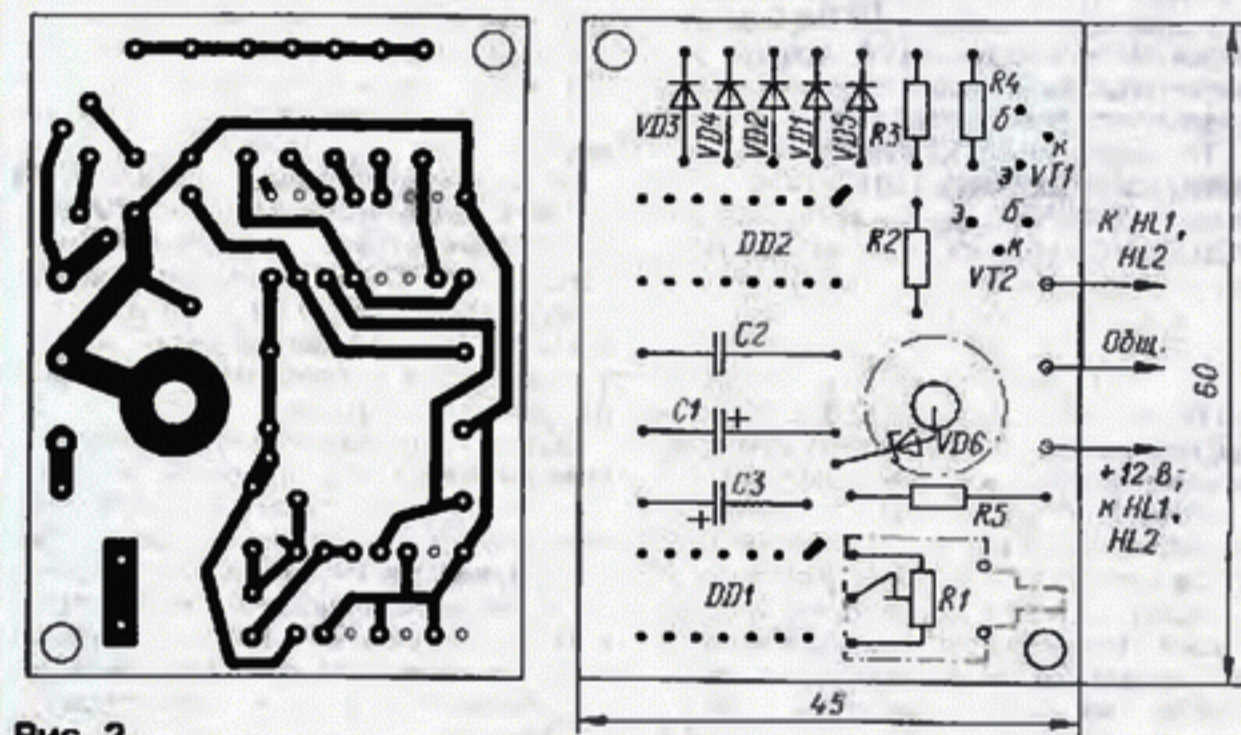 VD3
VD4
VD2
VD1
VD5
R3
R4
б
к
э
VT1
DD2
R2
э
б
к
VT2
К HL1,
HL2
C2
Общ.
C1
+
VD6
+12 В;
к HL1,
HL2
C3
+
R5
DD1
R1
60
45
Рис. 2